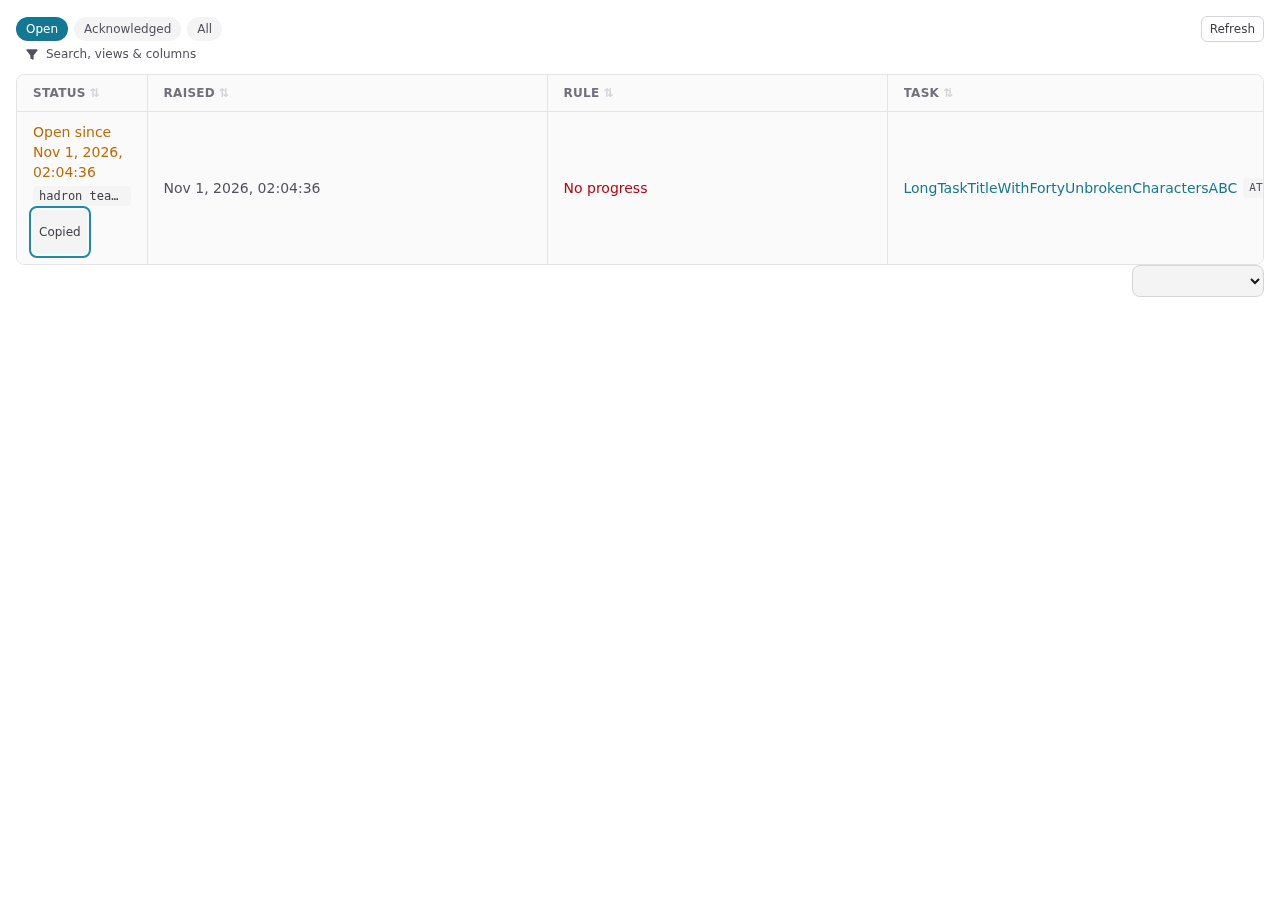 Open Acknowledged All Refresh
Search, views & columns
STATUS RAISED RULE TASK
Open since
Nov 1, 2026,
02:04:36
Nov 1, 2026, 02:04:36 No progress LongTaskTitleWithFortyUnbrokenCharactersABC AT
hadron tea…
Copied